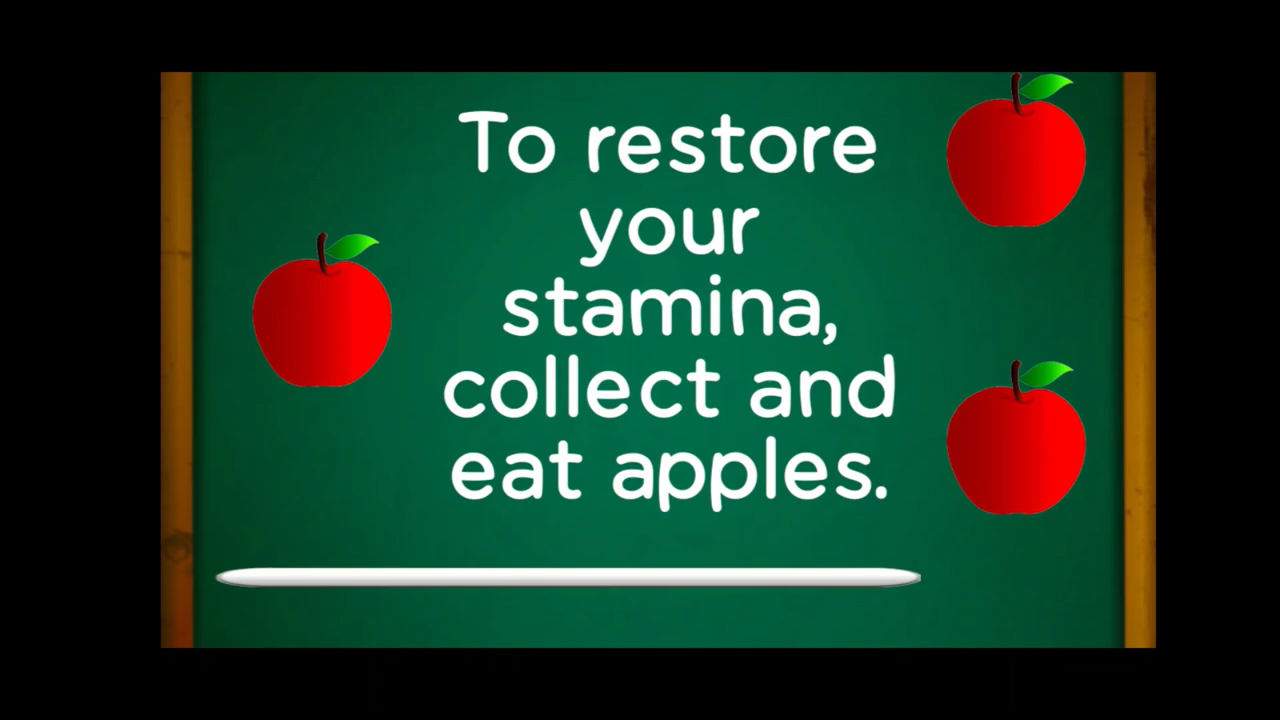 To restore
your
stamina,
collect and
eat apples.